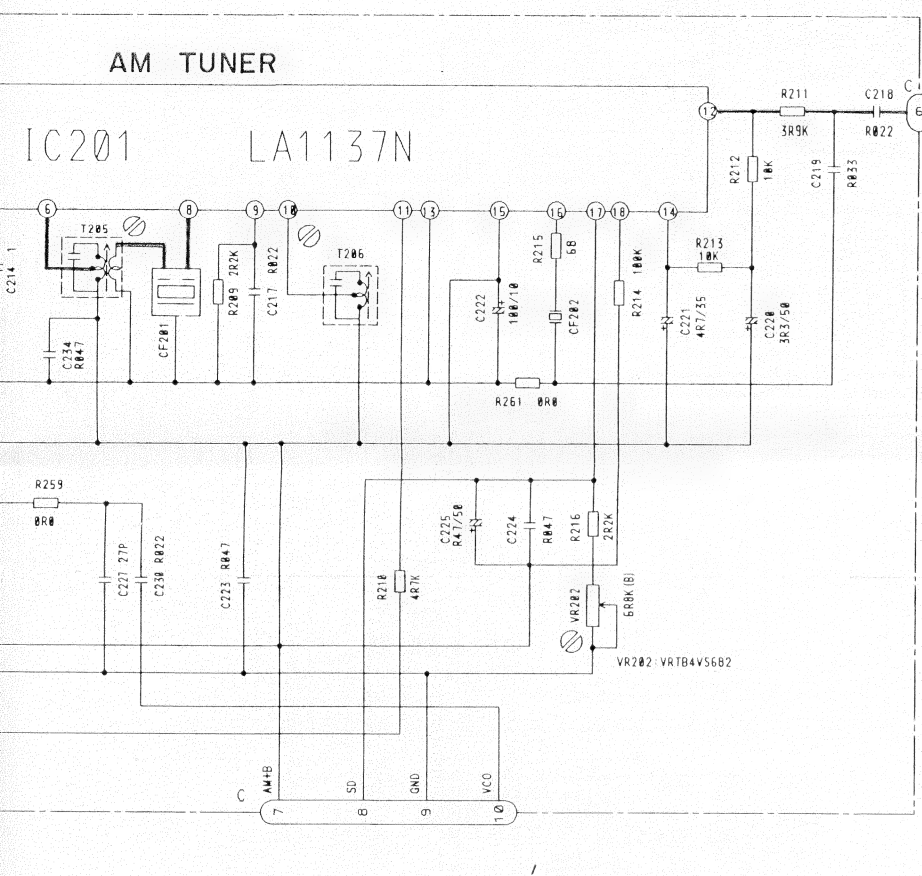 AM TUNER
R211
C218
C
12
6
3R9K
R022
IC201
LA1137N
R212
10K
C219
R033
6
8
9
10
11
13
15
16
17
18
14
T205
T206
R215
68
R213
10K
C214
1
R209 2R2K
C217 R022
C222
100/10
R214 100K
C221
4R7/35
C220
3R3/50
CF201
CF202
C234
R047
R261 0R0
R259
0R0
C225
R47/50
C224
R047
R216
2R2K
C227 27P
C230 R022
C223 R047
R210
4R7K
VR202
6R8K(B)
VR202:VRTB4VS6B2
AM+B
SD
GND
VCO
C
7
8
9
10